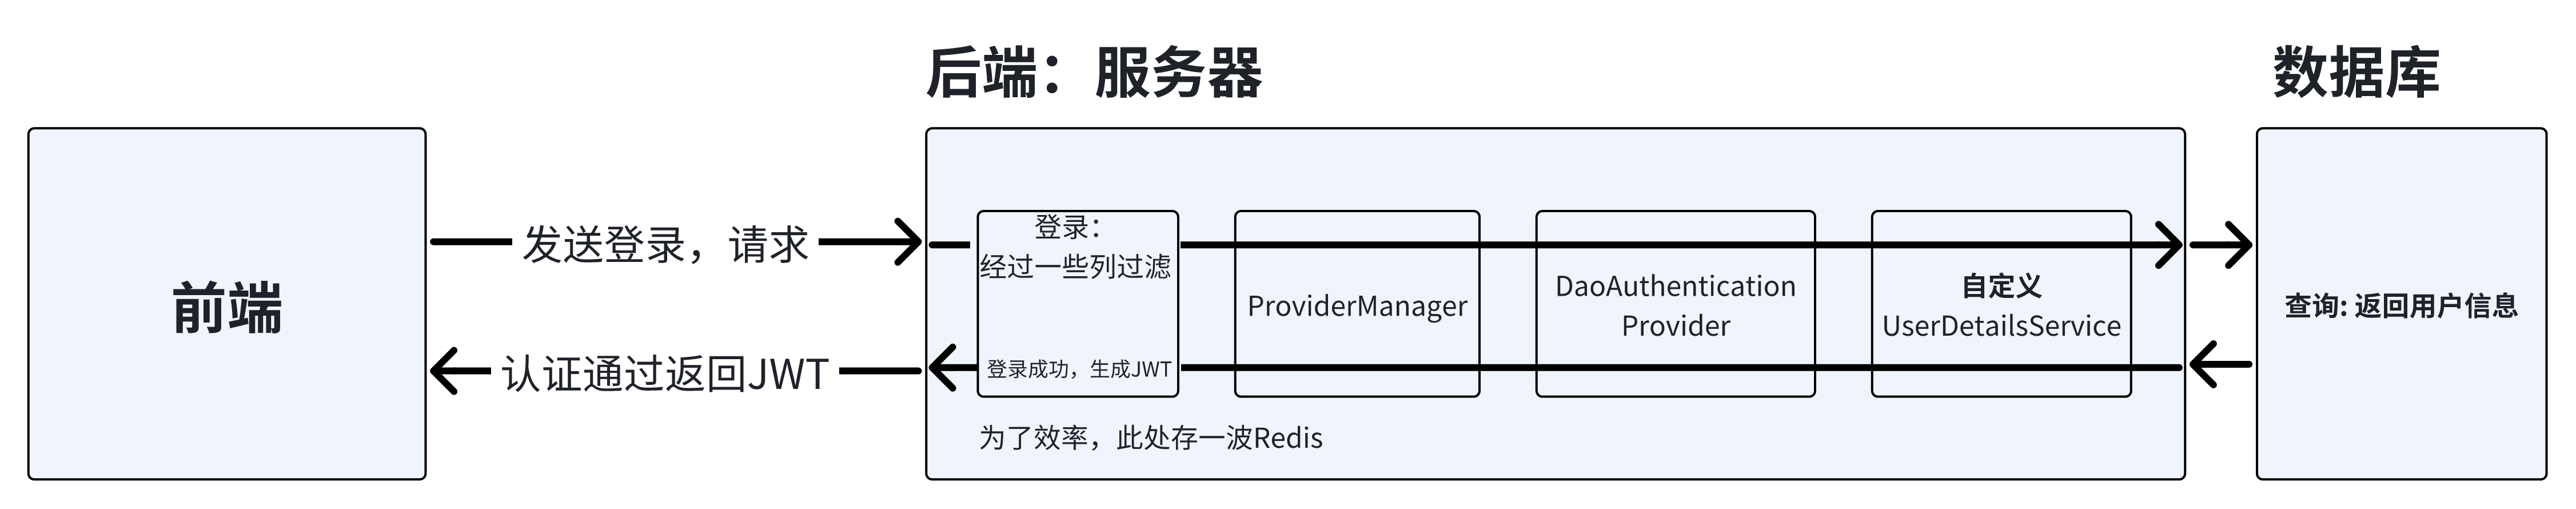 后端：服务器
数据库
前端
发送登录，请求
认证通过返回JWT
登录：
经过一些列过滤
登录成功，生成JWT
ProviderManager
DaoAuthentication
Provider
自定义
UserDetailsService
为了效率，此处存一波Redis
查询: 返回用户信息